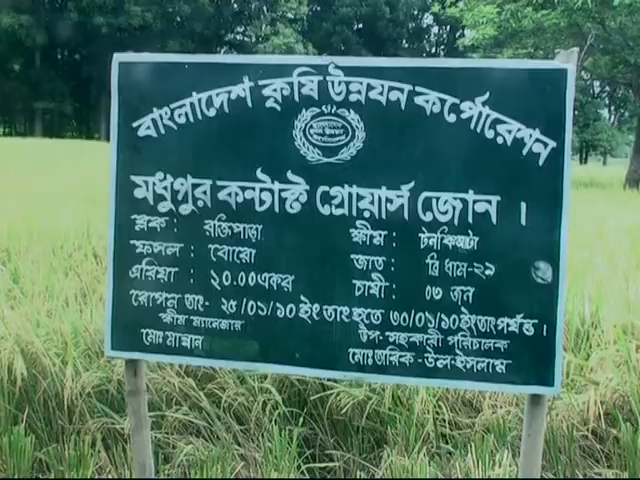 বাংলাদেশ কৃষি উন্নয়ন কর্পোরেশন
মধুপুর কন্টাক্ট গ্রোয়ার্স জোন ।
ব্লক : রক্তিপাড়া স্কীম : টনকিআটা
ফসল : বোরো জাত : ব্রি ধাম-২৯
এরিয়া : ২০.০০একর চাষী : ০৩ জন
রোপন তাং- ২৫/০১/১০ ইং তাং হতে ৩০/০১/১০ ইং তাং পর্যন্ত ।
স্কীম ম্যানেজার উপ-সহকারী পরিচালক
মোঃ মান্নান মোঃ তারিক-উল-ইসলাম